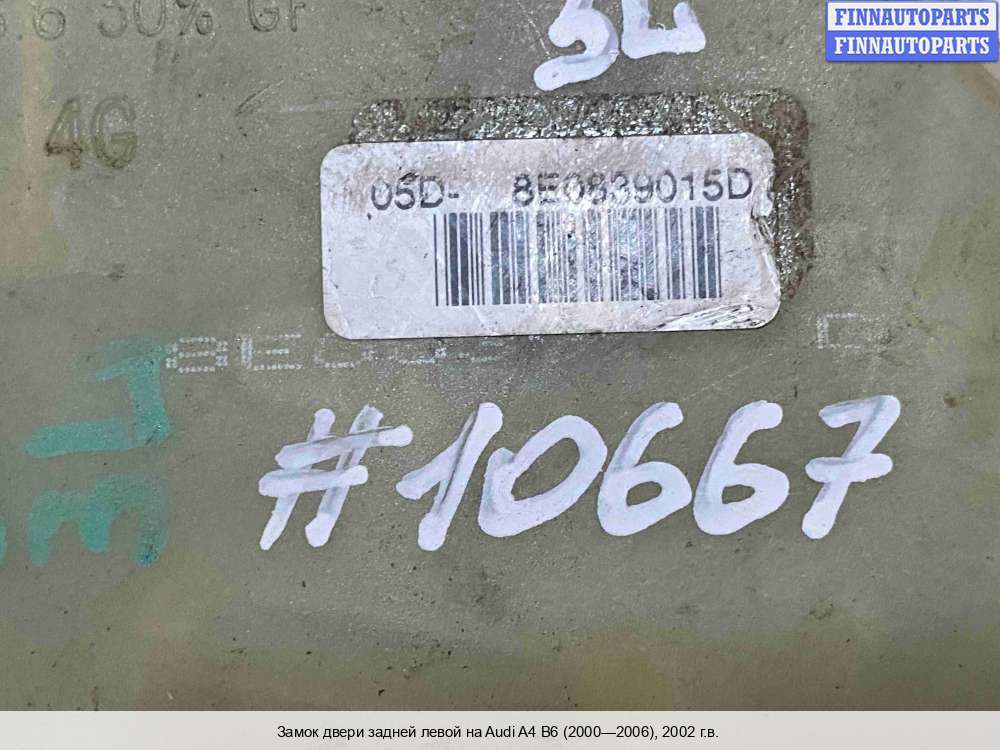 30% GF
FINNAUTOPARTS
FINNAUTOPARTS
4G
05D- 8E0839015D
#10667
Замок двери задней левой на Audi A4 B6 (2000—2006), 2002 г.в.